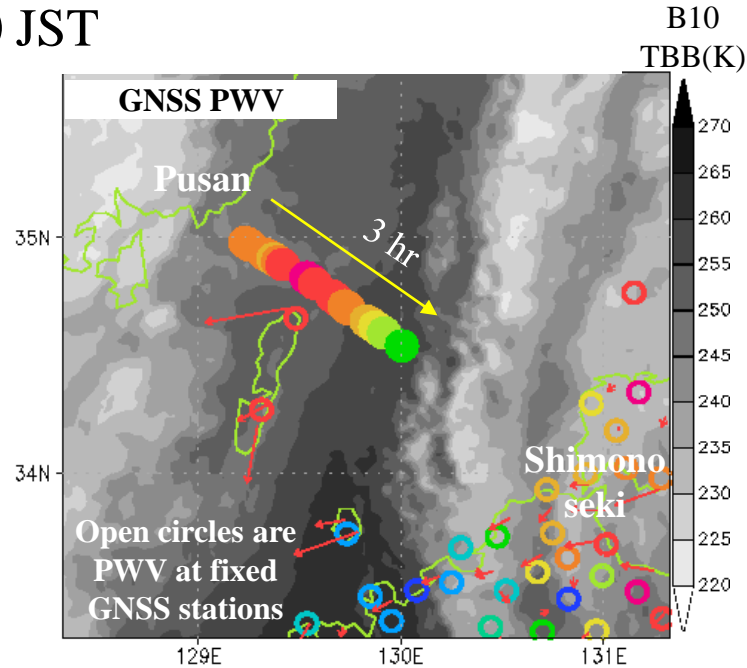 ) JST
B10
TBB(K)
GNSS PWV
Pusan
3 hr
Shimono
seki
Open circles are
PWV at fixed
GNSS stations
35N
34N
129E
130E
131E
270
265
260
255
250
245
240
235
230
225
220